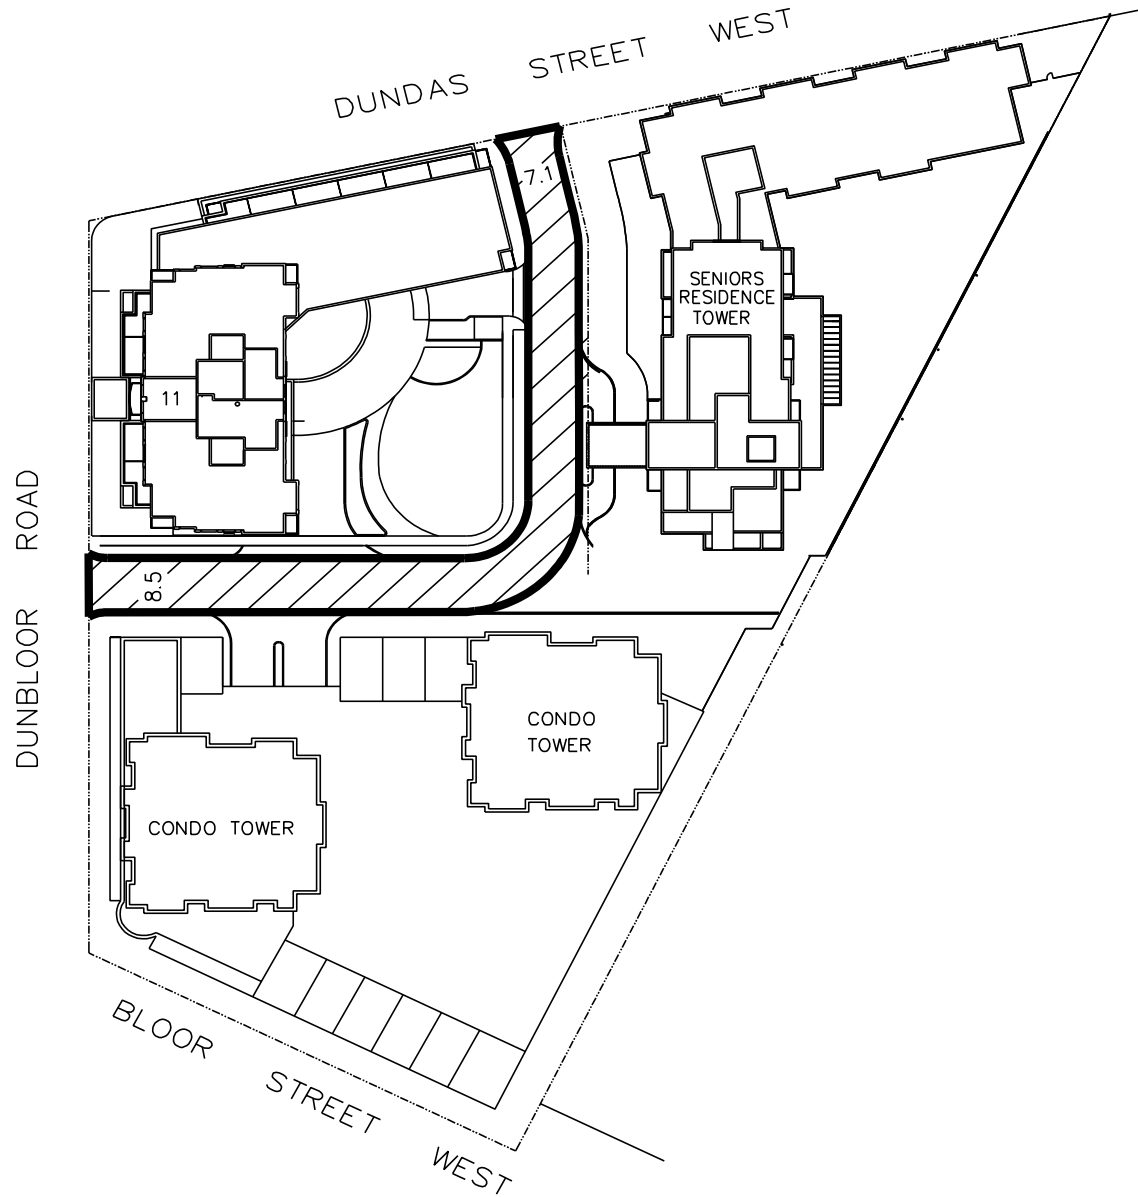 DUNDAS STREET WEST
7.1
SENIORS
RESIDENCE
TOWER
11
DUNBLOOR ROAD
8.5
CONDO
TOWER
CONDO TOWER
BLOOR STREET WEST